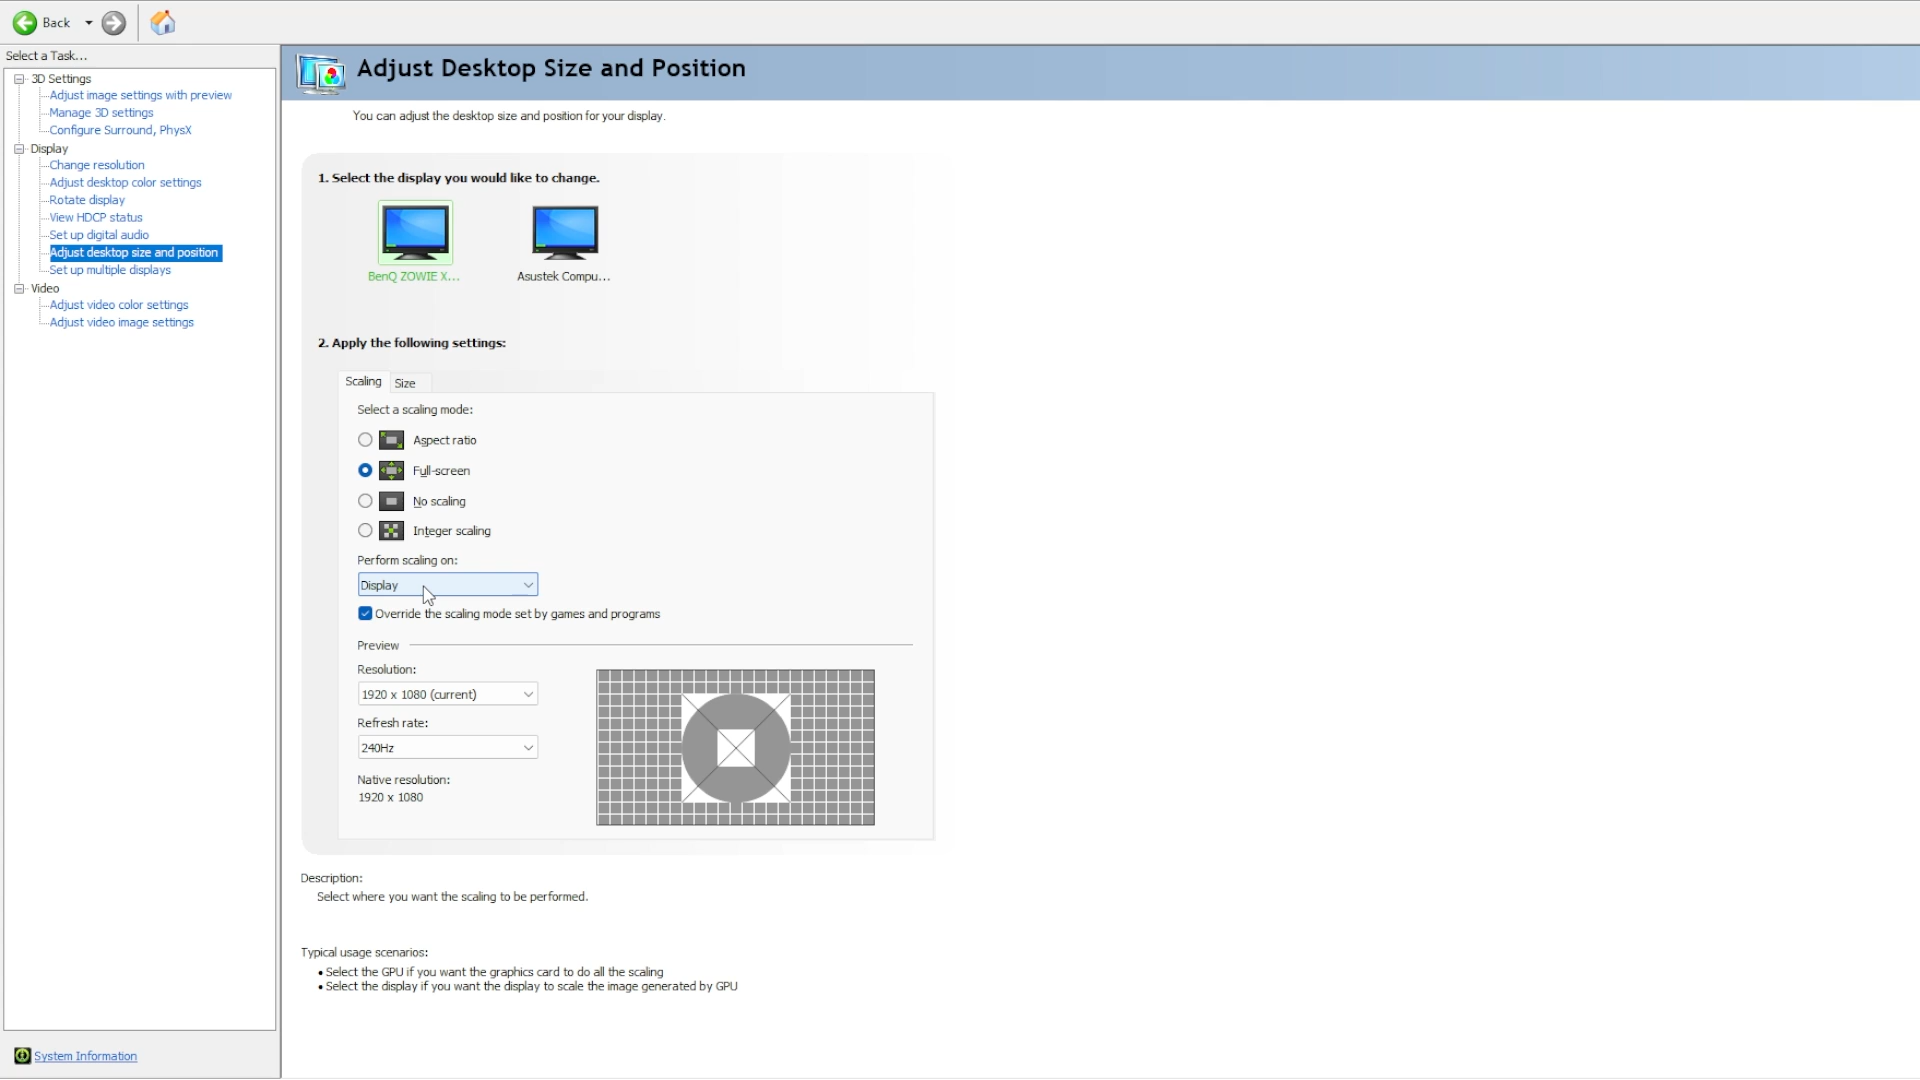 Back
Select a Task...
3D Settings
Adjust image settings with preview
Manage 3D settings
Configure Surround, PhysX
Display
Change resolution
Adjust desktop color settings
Rotate display
View HDCP status
Set up digital audio
Adjust desktop size and position
Set up multiple displays
Video
Adjust video color settings
Adjust video image settings
System Information
Adjust Desktop Size and Position
You can adjust the desktop size and position for your display.
1. Select the display you would like to change.
BenQ ZOWIE X...
Asustek Compu...
2. Apply the following settings:
Scaling
Size
Select a scaling mode:
Aspect ratio
Full-screen
No scaling
Integer scaling
Perform scaling on:
Display
Override the scaling mode set by games and programs
Preview
Resolution:
1920 x 1080 (current)
Refresh rate:
240Hz
Native resolution:
1920 x 1080
Description:
Select where you want the scaling to be performed.
Typical usage scenarios:
• Select the GPU if you want the graphics card to do all the scaling
• Select the display if you want the display to scale the image generated by GPU